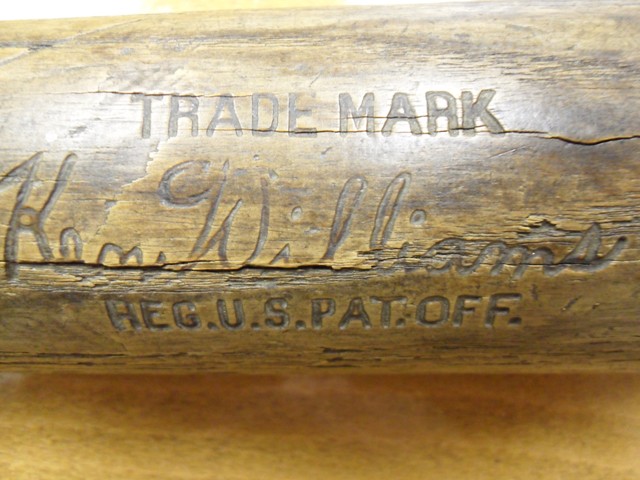 TRADE MARK
Ken. Williams
REG.U.S.PAT.OFF.